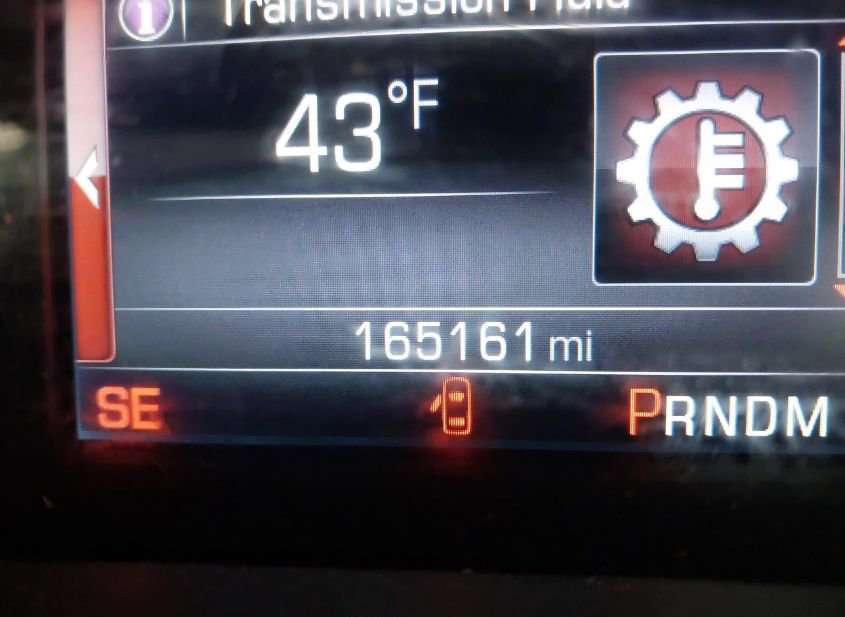 i Transmission Fluid
43°F
165161 mi
SE PRNDM